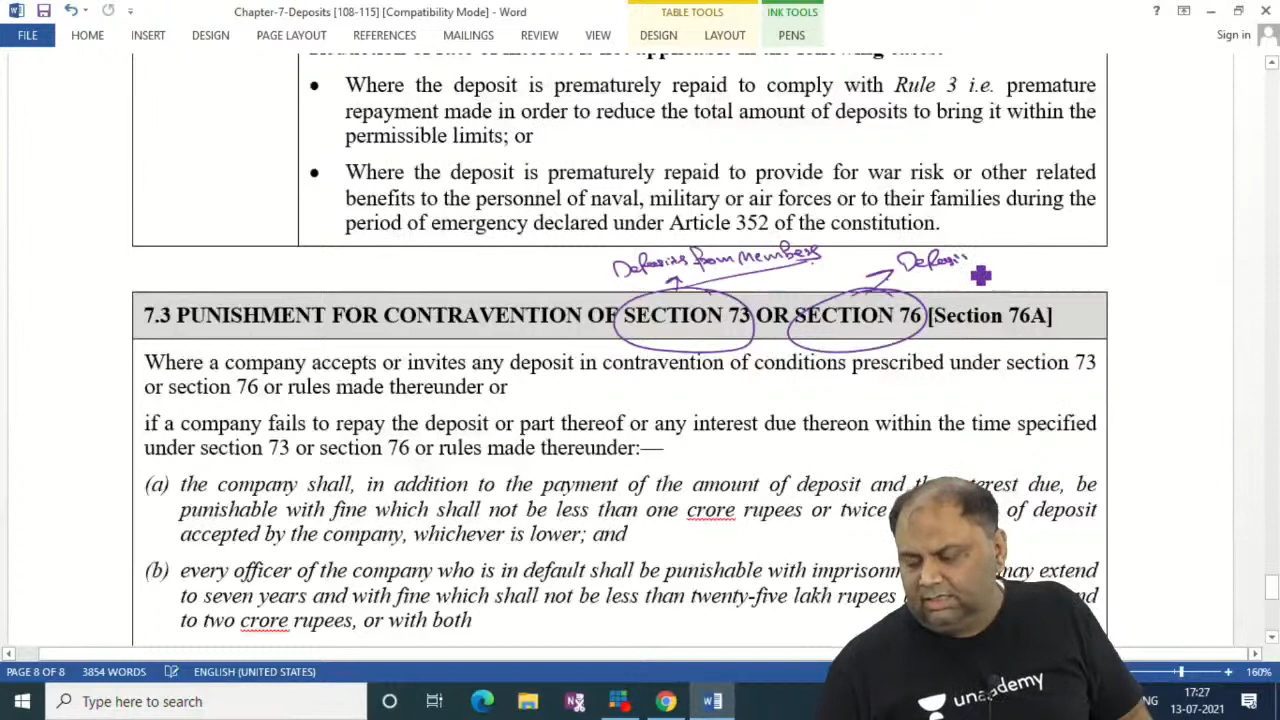 Chapter-7-Deposits [108-115] [Compatibility Mode] - Word
TABLE TOOLS
INK TOOLS
?
FILE HOME INSERT DESIGN PAGE LAYOUT REFERENCES MAILINGS REVIEW VIEW DESIGN LAYOUT PENS Sign in
• Where the deposit is prematurely repaid to comply with Rule 3 i.e. premature
repayment made in order to reduce the total amount of deposits to bring it within the
permissible limits; or
• Where the deposit is prematurely repaid to provide for war risk or other related
benefits to the personnel of naval, military or air forces or to their families during the
period of emergency declared under Article 352 of the constitution.
Deposits from Members
Deposi
7.3 PUNISHMENT FOR CONTRAVENTION OF SECTION 73 OR SECTION 76 [Section 76A]
Where a company accepts or invites any deposit in contravention of conditions prescribed under section 73
or section 76 or rules made thereunder or
if a company fails to repay the deposit or part thereof or any interest due thereon within the time specified
under section 73 or section 76 or rules made thereunder:—
(a) the company shall, in addition to the payment of the amount of deposit and the interest due, be
punishable with fine which shall not be less than one crore rupees or twice of deposit
accepted by the company, whichever is lower; and
(b) every officer of the company who is in default shall be punishable with may extend
to seven years and with fine which shall not be less than twenty-five lakh rupees
to two crore rupees, or with both
unacademy
PAGE 8 OF 8 3854 WORDS ENGLISH (UNITED STATES) 160%
Type here to search
17:27
13-07-2021